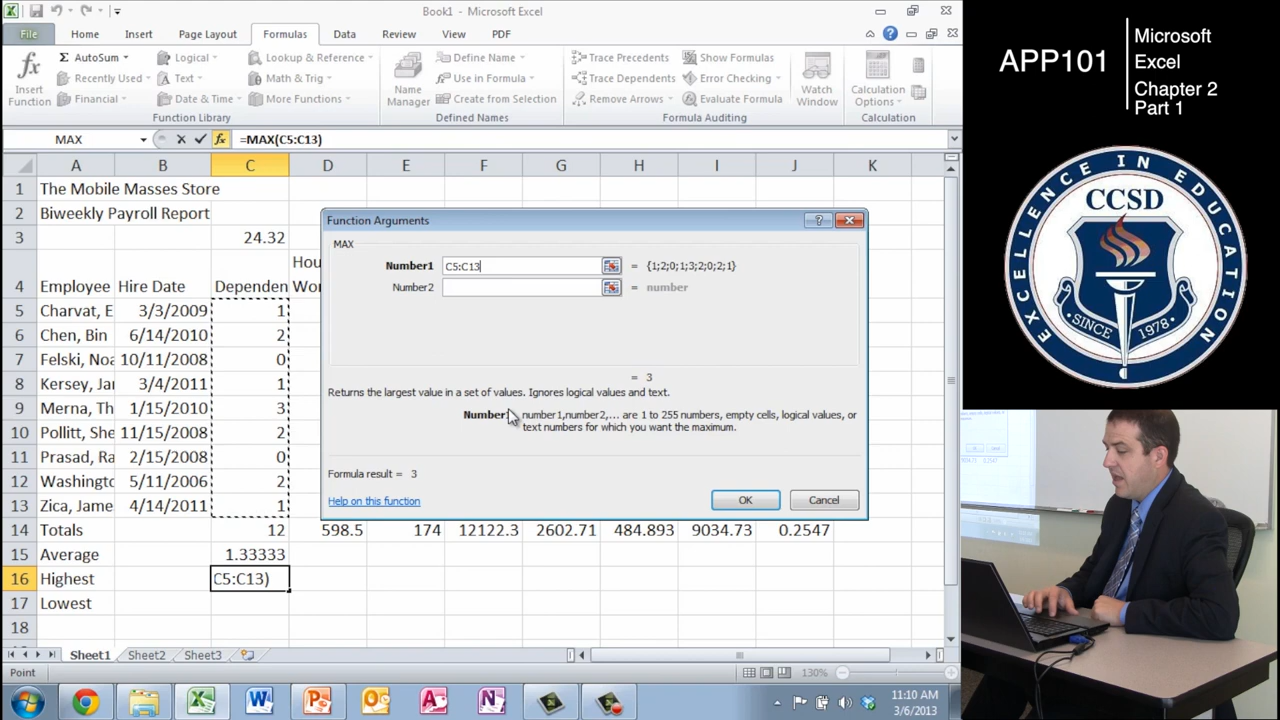 Book1 - Microsoft Excel
File Home Insert Page Layout Formulas Data Review View PDF
Insert Function
AutoSum
Recently Used
Financial
Logical
Text
Date & Time
Lookup & Reference
Math & Trig
More Functions
Function Library
Name Manager
Define Name
Use in Formula
Create from Selection
Defined Names
Trace Precedents
Trace Dependents
Remove Arrows
Show Formulas
Error Checking
Evaluate Formula
Formula Auditing
Watch Window
Calculation Options
Calculation
MAX fx =MAX(C5:C13)
A B C D E F G H I J K
1 The Mobile Masses Store
2 Biweekly Payroll Report
3 24.32
Hou
4 Employee Hire Date Dependen Wor
5 Charvat, E 3/3/2009 1
6 Chen, Bin 6/14/2010 2
7 Felski, Noa 10/11/2008 0
8 Kersey, Jar 3/4/2011 1
9 Merna, Th 1/15/2010 3
10 Pollitt, She 11/15/2008 2
11 Prasad, Ra 2/15/2008 0
12 Washingto 5/11/2006 2
13 Zica, Jame 4/14/2011 1
14 Totals 12 598.5 174 12122.3 2602.71 484.893 9034.73 0.2547
15 Average 1.33333
16 Highest C5:C13)
17 Lowest
18
Function Arguments
MAX
Number1 C5:C13 = {1;2;0;1;3;2;0;2;1}
Number2 = number
= 3
Returns the largest value in a set of values. Ignores logical values and text.
number1,number2,... are 1 to 255 numbers, empty cells, logical values, or
text numbers for which you want the maximum.
Formula result = 3
Help on this function
OK Cancel
Sheet1 Sheet2 Sheet3
Point 130%
11:10 AM
3/6/2013
APP101
Microsoft
Excel
Chapter 2
Part 1
EXCELLENCE IN EDUCATION
CCSD
SINCE 1978